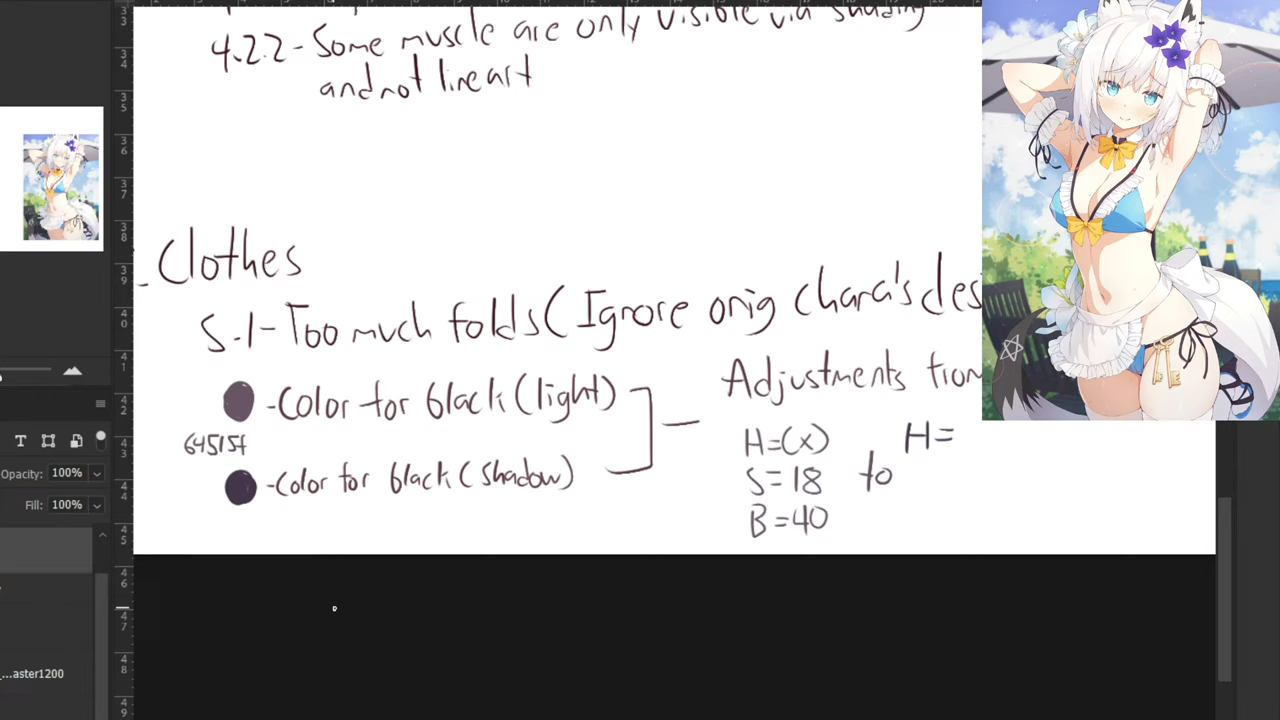 4.2.2-Some muscle are only visible via shading
and not lineart
Clothes
5.1-Too much folds(Ignore orig chara's des
-Color for black(light)
64515f
-Color for black(shadow)
Adjustments from
H=(x)
S=18 to
B=40
H=
T
Opacity: 100%
Fill: 100%
...aster1200